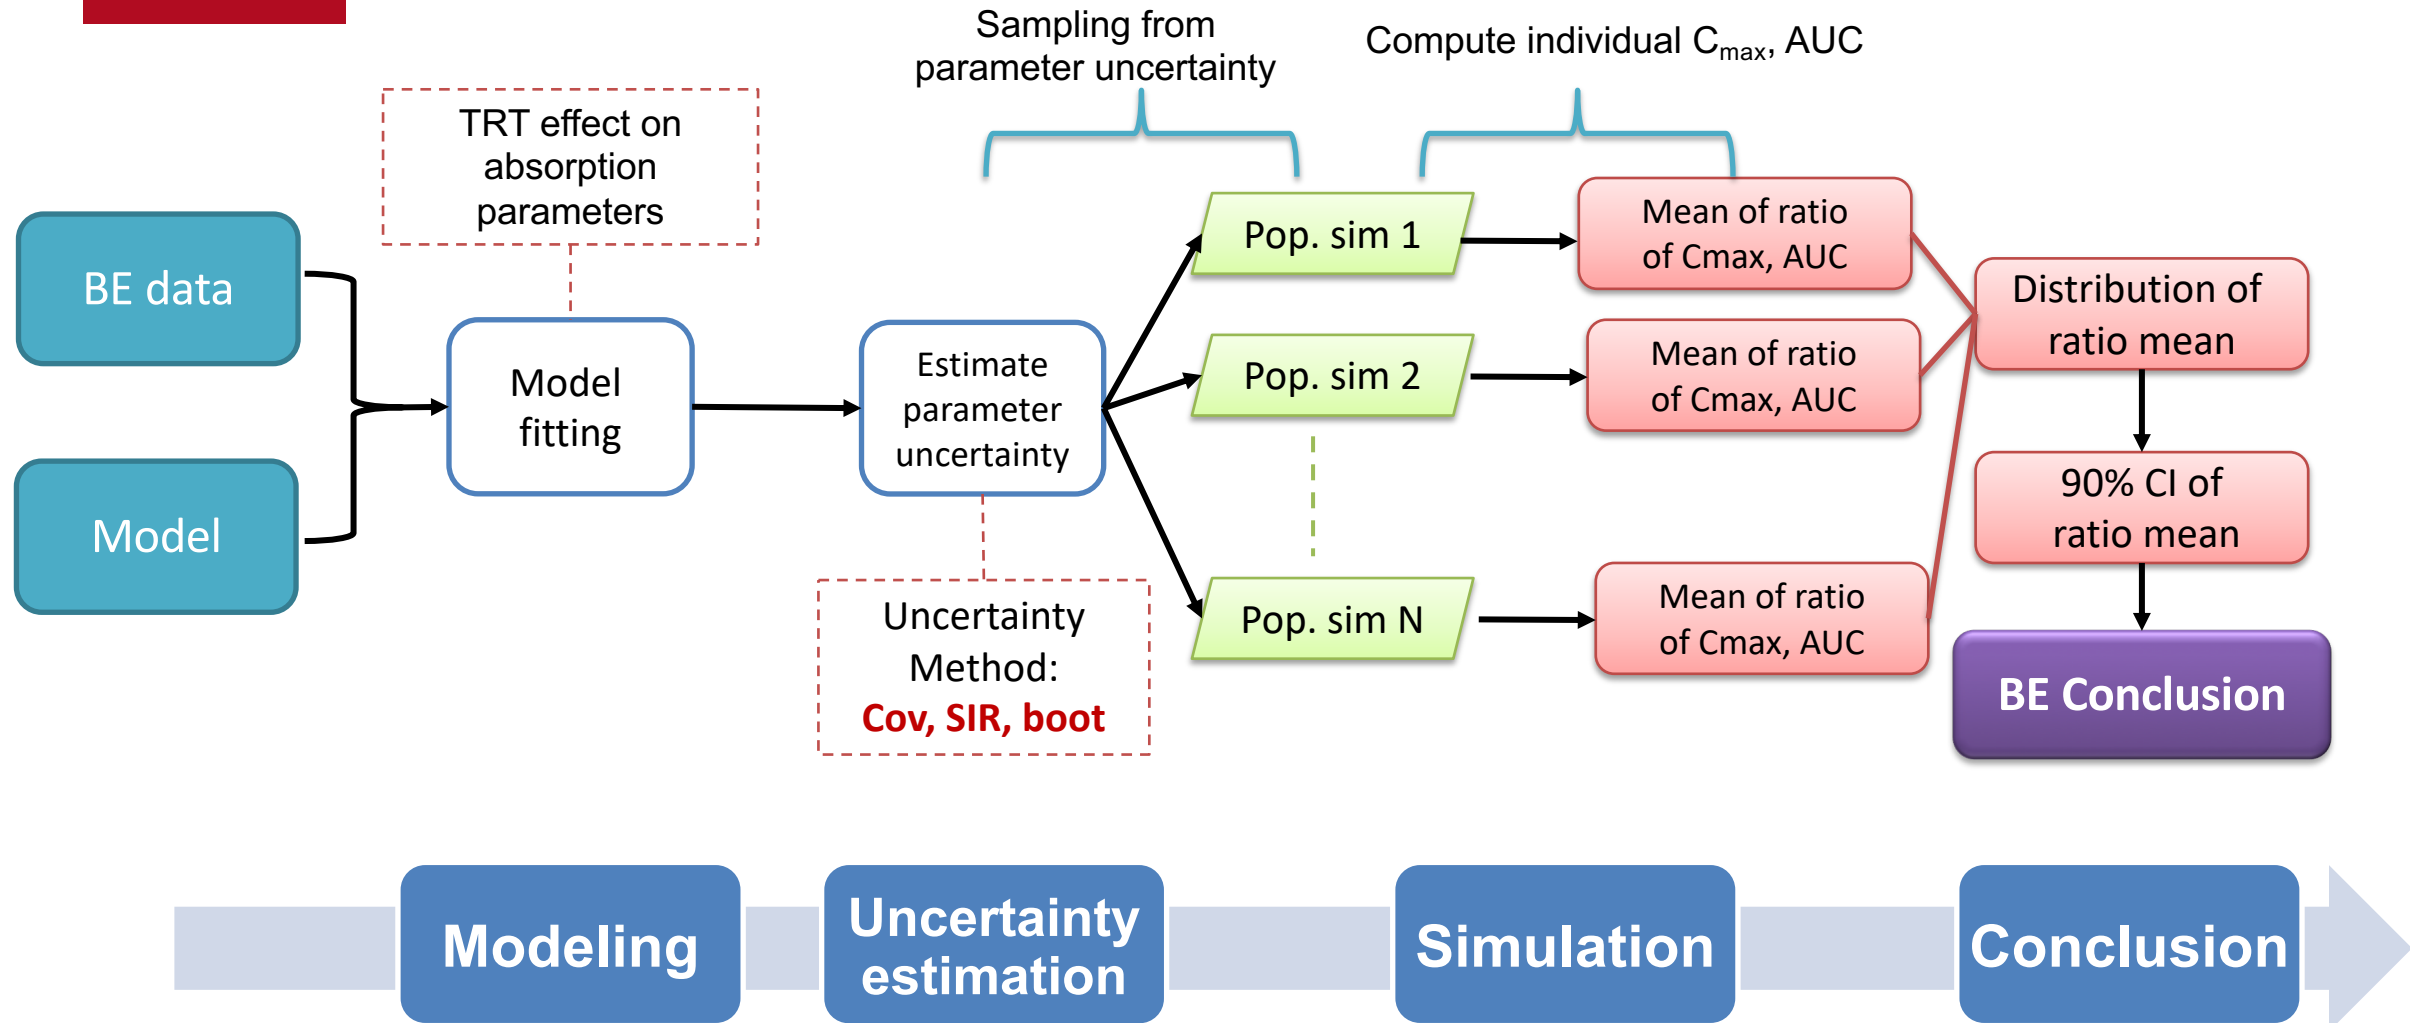 Sampling from
parameter uncertainty
Compute individual Cmax, AUC
TRT effect on
absorption
parameters
BE data
Model
Model
fitting
Estimate
parameter
uncertainty
Uncertainty
Method:
Cov, SIR, boot
Pop. sim 1
Pop. sim 2
Pop. sim N
Mean of ratio
of Cmax, AUC
Mean of ratio
of Cmax, AUC
Mean of ratio
of Cmax, AUC
Distribution of
ratio mean
90% CI of
ratio mean
BE Conclusion
Modeling
Uncertainty
estimation
Simulation
Conclusion